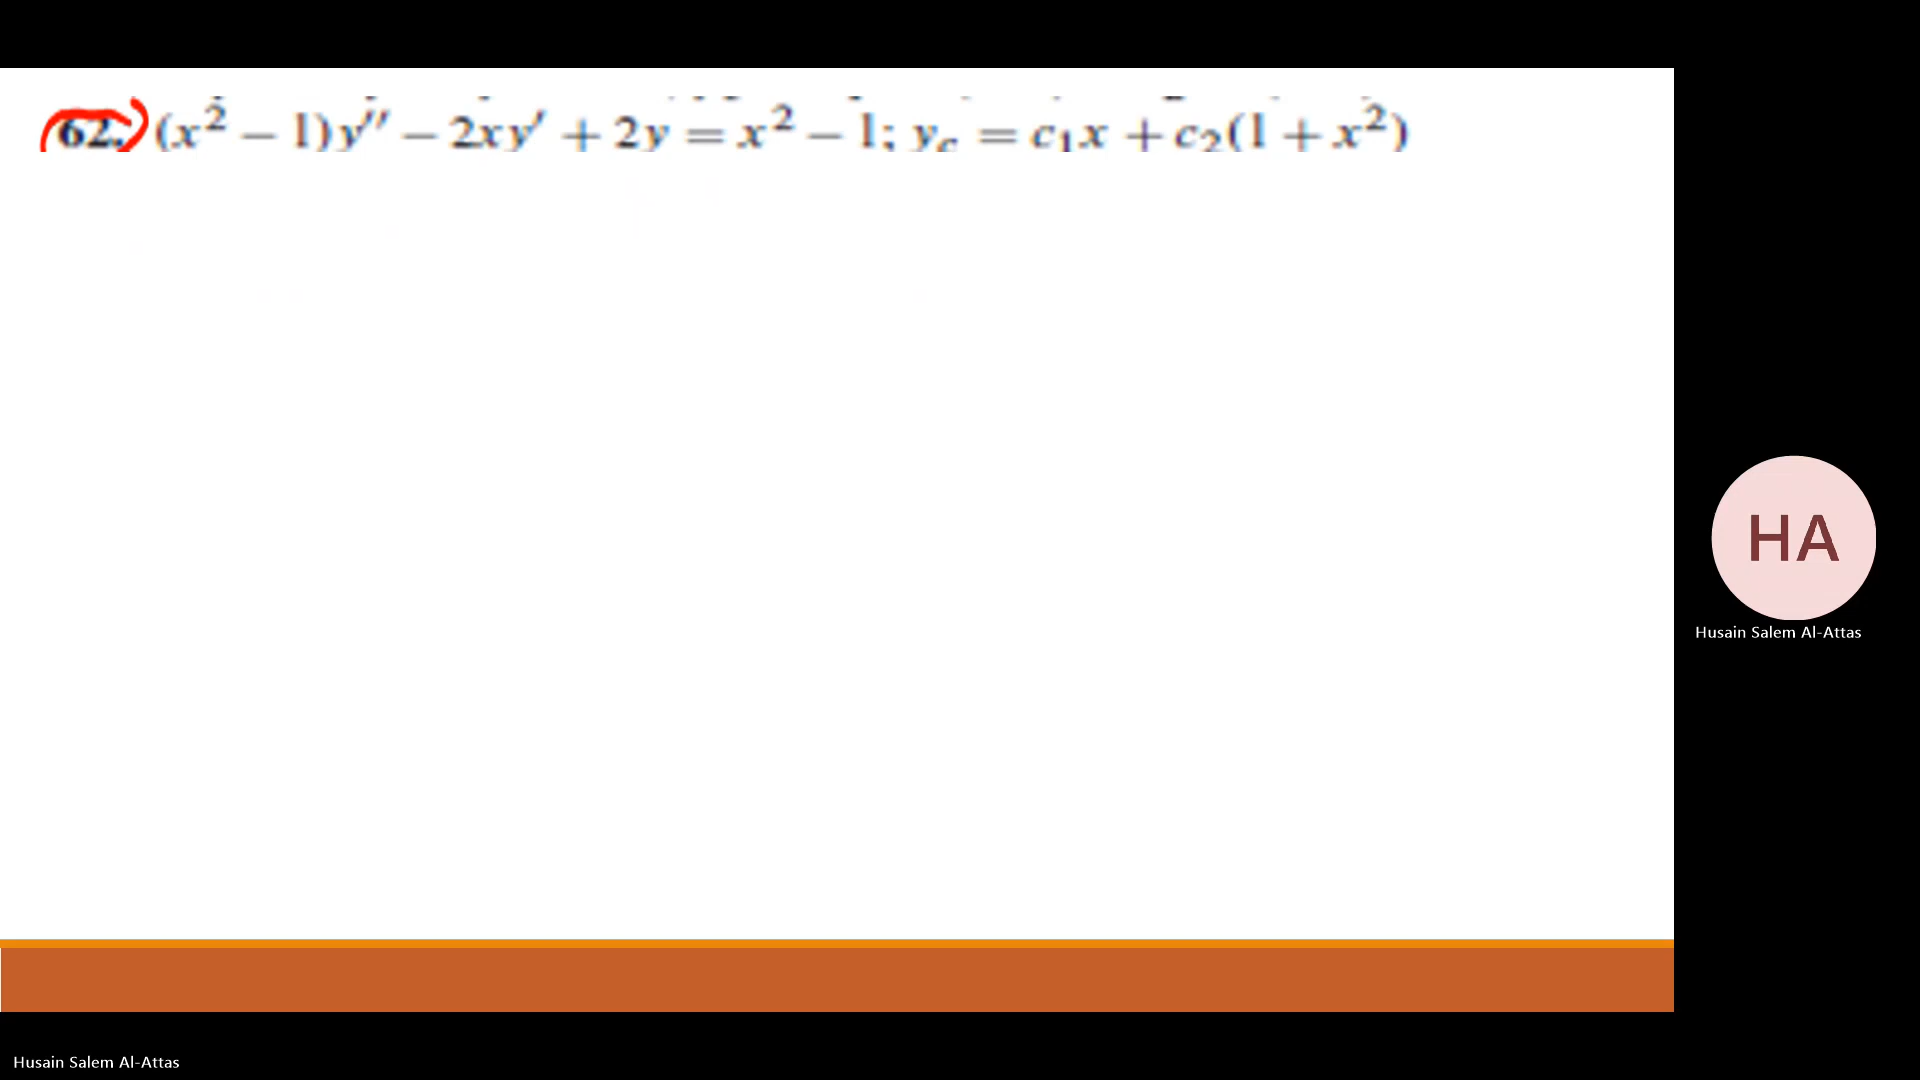 62. (x² − 1)y″ − 2xy′ + 2y = x² − 1; y_c = c₁x + c₂(1 + x²)
HA
Husain Salem Al-Attas
Husain Salem Al-Attas